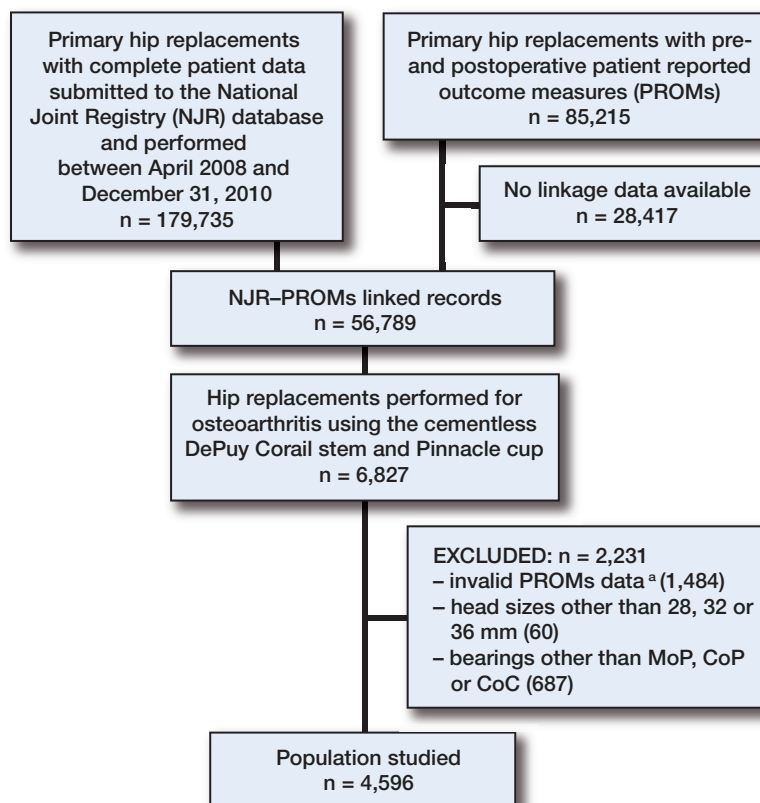 Primary hip replacements
with complete patient data
submitted to the National
Joint Registry (NJR) database
and performed
between April 2008 and
December 31, 2010
n = 179,735
Primary hip replacements with pre-
and postoperative patient reported
outcome measures (PROMs)
n = 85,215
No linkage data available
n = 28,417
NJR–PROMs linked records
n = 56,789
Hip replacements performed for
osteoarthritis using the cementless
DePuy Corail stem and Pinnacle cup
n = 6,827
EXCLUDED: n = 2,231
– invalid PROMs data a (1,484)
– head sizes other than 28, 32 or
36 mm (60)
– bearings other than MoP, CoP
or CoC (687)
Population studied
n = 4,596